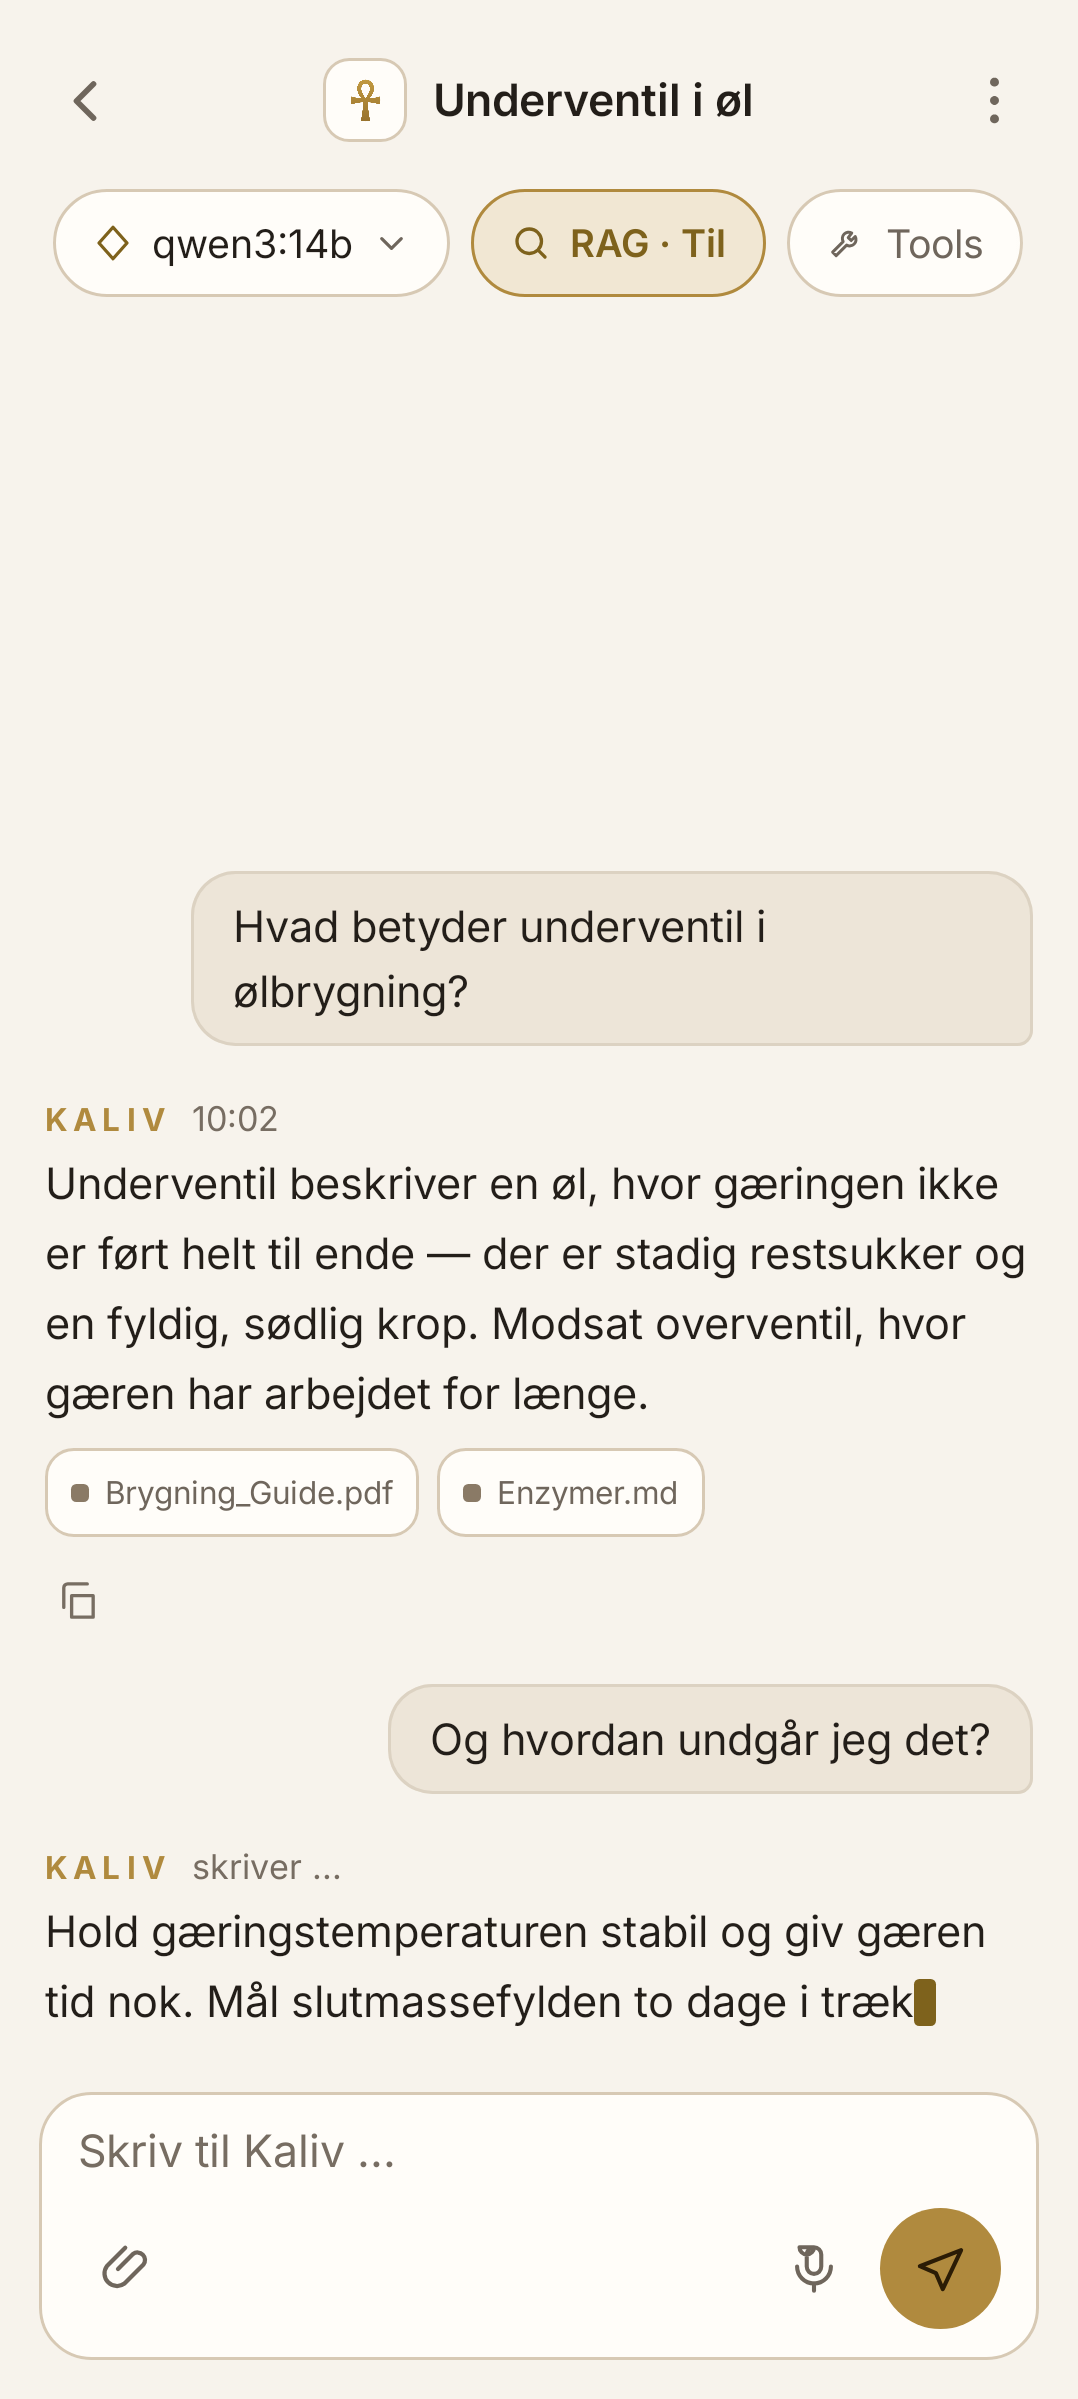 Underventil i øl
qwen3:14b
RAG · Til
Tools
Hvad betyder underventil i
ølbrygning?
KALIV 10:02
Underventil beskriver en øl, hvor gæringen ikke
er ført helt til ende — der er stadig restsukker og
en fyldig, sødlig krop. Modsat overventil, hvor
gæren har arbejdet for længe.
Brygning_Guide.pdf
Enzymer.md
Og hvordan undgår jeg det?
KALIV skriver ...
Hold gæringstemperaturen stabil og giv gæren
tid nok. Mål slutmassefylden to dage i træk
Skriv til Kaliv ...